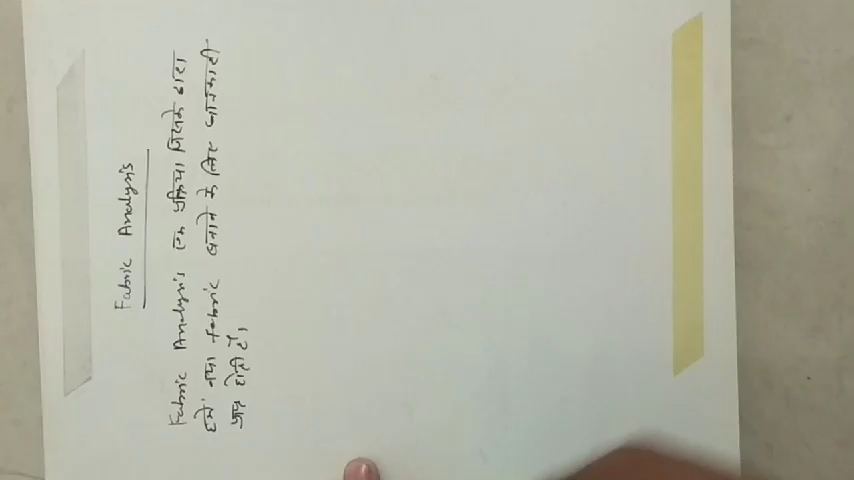 Fabric Analysis
Fabric Analysis एक प्रक्रिया जिसके द्वारा
हमें नया fabric बनाने के लिए जानकारी
प्राप्त होती हैं।